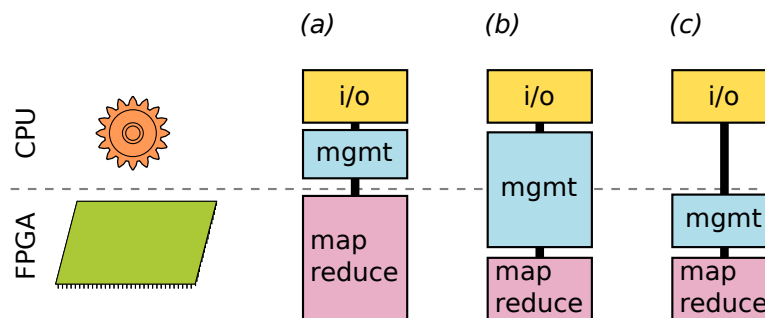 (a) (b) (c)
CPU
i/o i/o i/o
mgmt
mgmt
mgmt
FPGA
map
reduce
map
reduce
map
reduce